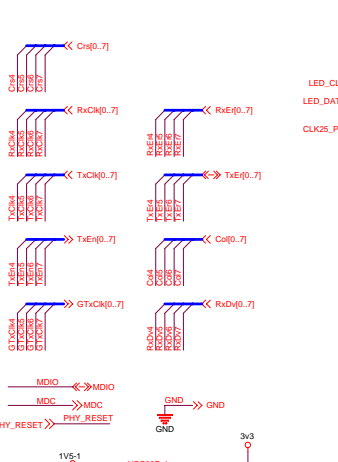 Crs[0..7]
Crs4
Crs5
Crs6
Crs7
LED_CL
LED_DAT
RxClk[0..7]
RxClk4
RxClk5
RxClk6
RxClk7
RxEr[0..7]
RxEr4
RxEr5
RxEr6
RxEr7
CLK25_P
TxClk[0..7]
TxClk4
TxClk5
TxClk6
TxClk7
TxEr[0..7]
TxEr4
TxEr5
TxEr6
TxEr7
TxEn[0..7]
TxEn4
TxEn5
TxEn6
TxEn7
Col[0..7]
Col4
Col5
Col6
Col7
GTxClk[0..7]
GTxClk4
GTxClk5
GTxClk6
GTxClk7
RxDv[0..7]
RxDv4
RxDv5
RxDv6
RxDv7
MDIO MDIO
MDC MDC
GND GND
GND
HY_RESET PHY_RESET
3v3
1V5-1